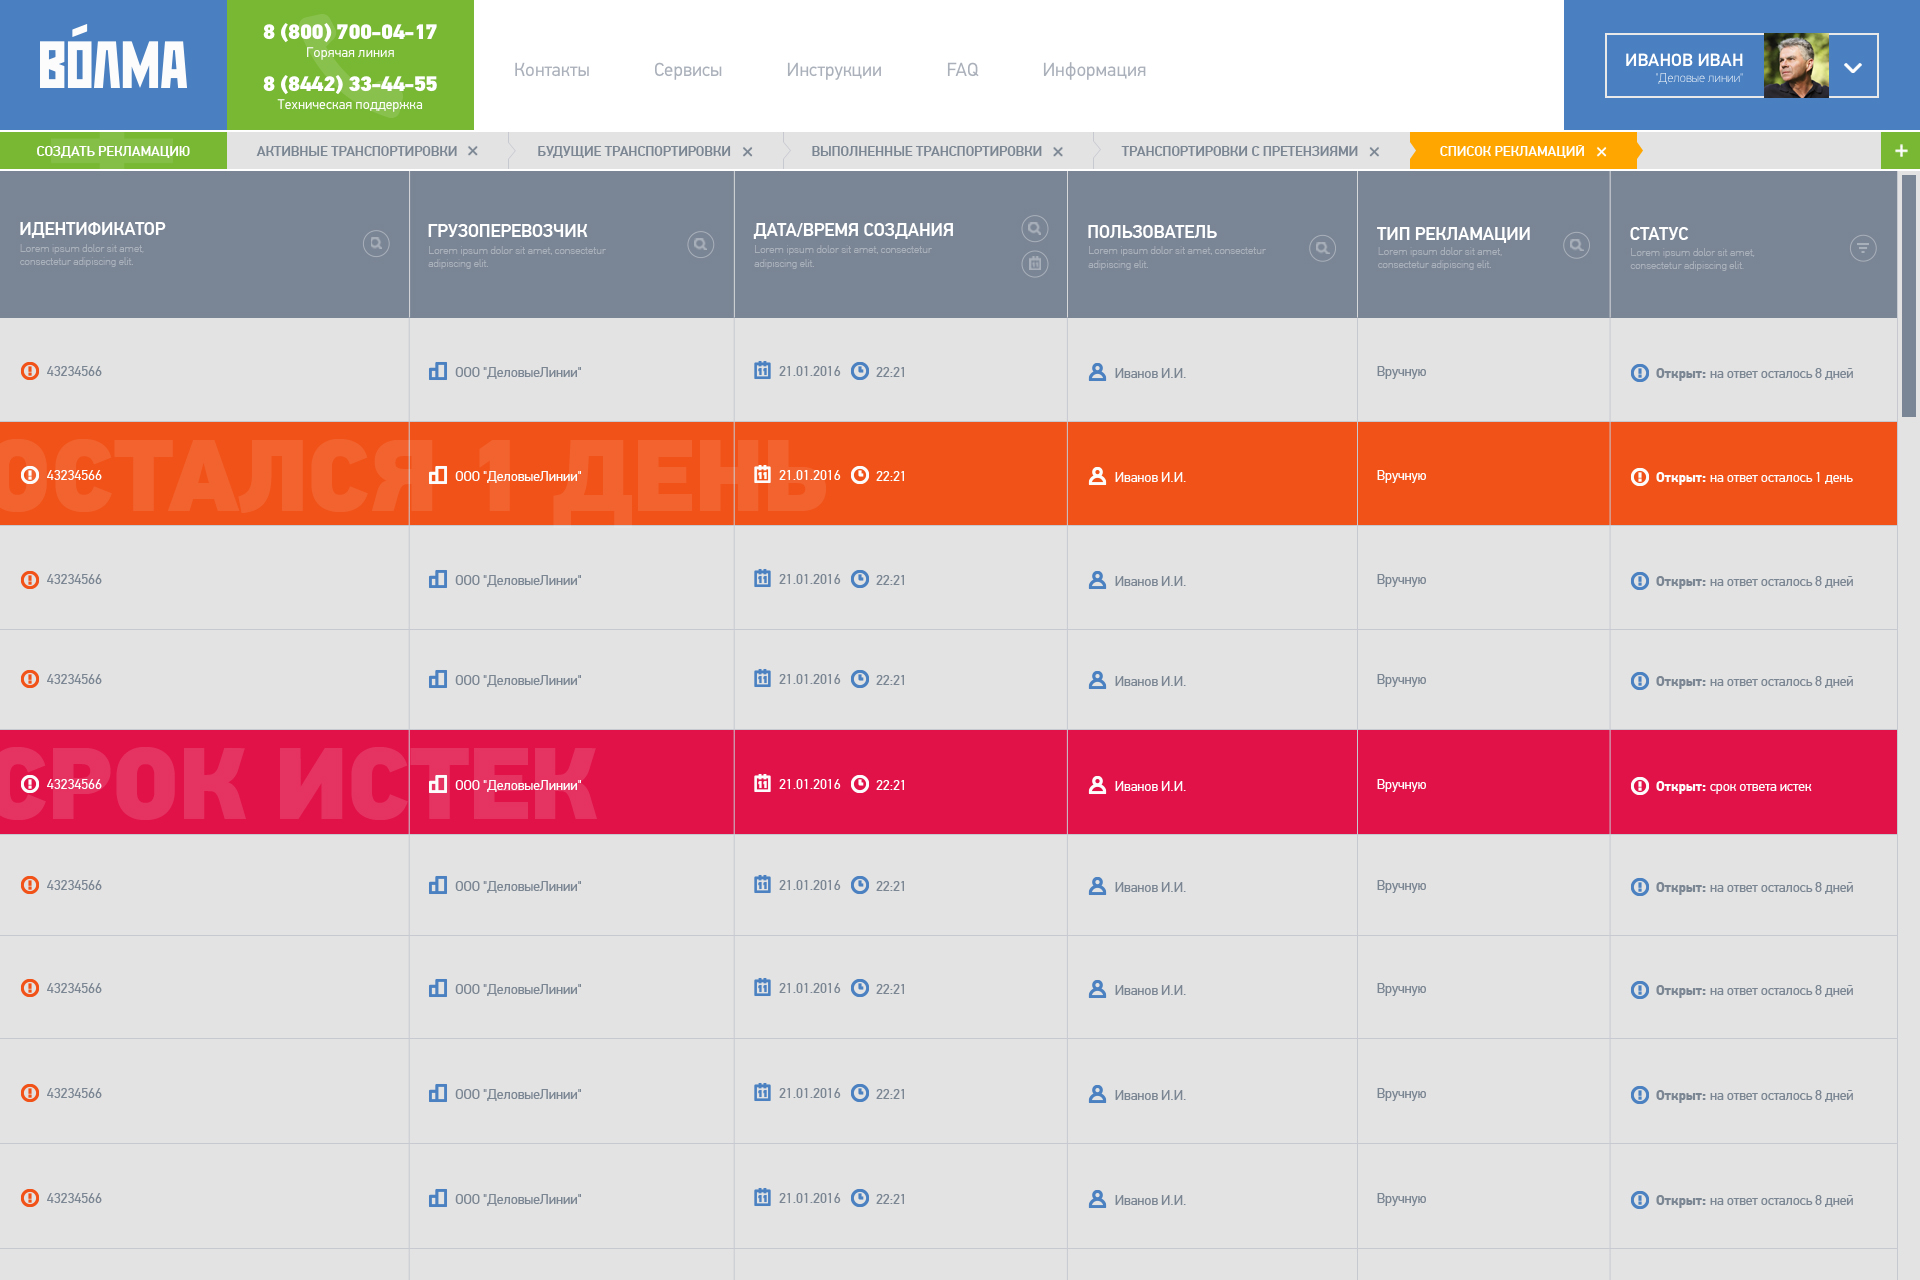 ВОЛМА
8 (800) 700-04-17
Горячая линия
8 (8442) 33-44-55
Техническая поддержка
Контакты Сервисы Инструкции FAQ Информация
ИВАНОВ ИВАН
"Деловые линии"
СОЗДАТЬ РЕКЛАМАЦИЮ АКТИВНЫЕ ТРАНСПОРТИРОВКИ БУДУЩИЕ ТРАНСПОРТИРОВКИ ВЫПОЛНЕННЫЕ ТРАНСПОРТИРОВКИ ТРАНСПОРТИРОВКИ С ПРЕТЕНЗИЯМИ СПИСОК РЕКЛАМАЦИЙ
ИДЕНТИФИКАТОР
Lorem ipsum dolor sit amet,
consectetur adipiscing elit.
ГРУЗОПЕРЕВОЗЧИК
Lorem ipsum dolor sit amet, consectetur
adipiscing elit.
ДАТА/ВРЕМЯ СОЗДАНИЯ
Lorem ipsum dolor sit amet, consectetur
adipiscing elit.
ПОЛЬЗОВАТЕЛЬ
Lorem ipsum dolor sit amet, consectetur
adipiscing elit.
ТИП РЕКЛАМАЦИИ
Lorem ipsum dolor sit amet,
consectetur adipiscing elit.
СТАТУС
Lorem ipsum dolor sit amet,
consectetur adipiscing elit.
43234566 ООО "ДеловыеЛинии" 21.01.2016 22:21 Иванов И.И. Вручную Открыт: на ответ осталось 8 дней
ОСТАЛСЯ 1 ДЕНЬ
43234566 ООО "ДеловыеЛинии" 21.01.2016 22:21 Иванов И.И. Вручную Открыт: на ответ осталось 1 день
43234566 ООО "ДеловыеЛинии" 21.01.2016 22:21 Иванов И.И. Вручную Открыт: на ответ осталось 8 дней
43234566 ООО "ДеловыеЛинии" 21.01.2016 22:21 Иванов И.И. Вручную Открыт: на ответ осталось 8 дней
СРОК ИСТЕК
43234566 ООО "ДеловыеЛинии" 21.01.2016 22:21 Иванов И.И. Вручную Открыт: срок ответа истек
43234566 ООО "ДеловыеЛинии" 21.01.2016 22:21 Иванов И.И. Вручную Открыт: на ответ осталось 8 дней
43234566 ООО "ДеловыеЛинии" 21.01.2016 22:21 Иванов И.И. Вручную Открыт: на ответ осталось 8 дней
43234566 ООО "ДеловыеЛинии" 21.01.2016 22:21 Иванов И.И. Вручную Открыт: на ответ осталось 8 дней
43234566 ООО "ДеловыеЛинии" 21.01.2016 22:21 Иванов И.И. Вручную Открыт: на ответ осталось 8 дней